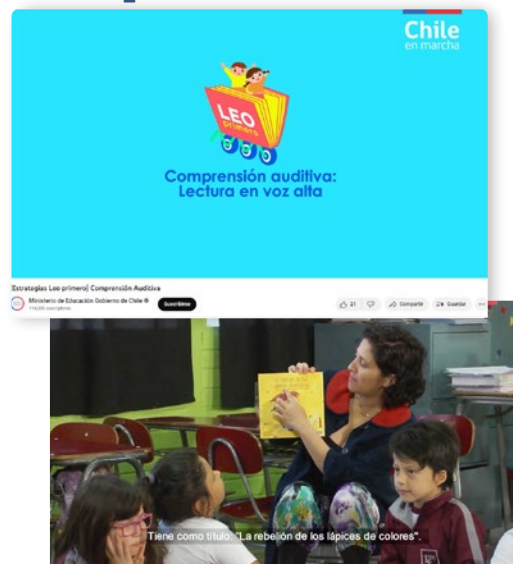 Chile
en marcha
LEO
primero
Comprensión auditiva:
Lectura en voz alta
[Estrategias Leo primero] Comprensión Auditiva
Ministerio de Educación Gobierno de Chile
Suscribirse
21
Compartir
Guardar
Tiene como título: "La rebelión de los lápices de colores".